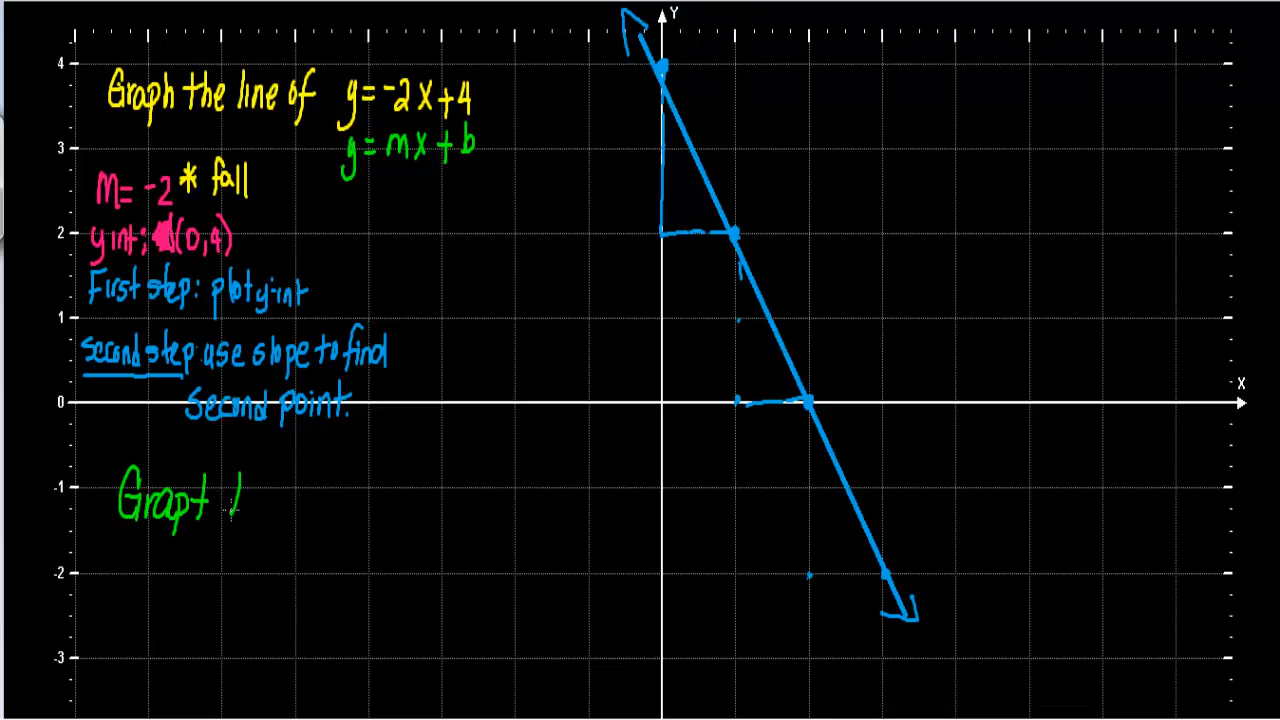 Graph the line of y=-2x+4
y=mx+b
m=-2 * fall
y int; (0,4)
First step: plot y-int
second step: use slope to find
Second point.
Grapt
Y
X
4
3
2
1
0
-1
-2
-3